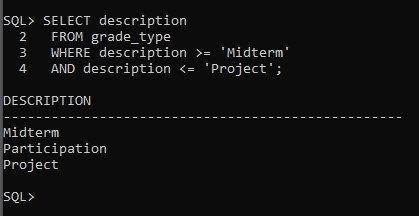 SQL> SELECT description
  2   FROM grade_type
  3   WHERE description >= 'Midterm'
  4   AND description <= 'Project';
DESCRIPTION
--------------------------------------------------
Midterm
Participation
Project
SQL>